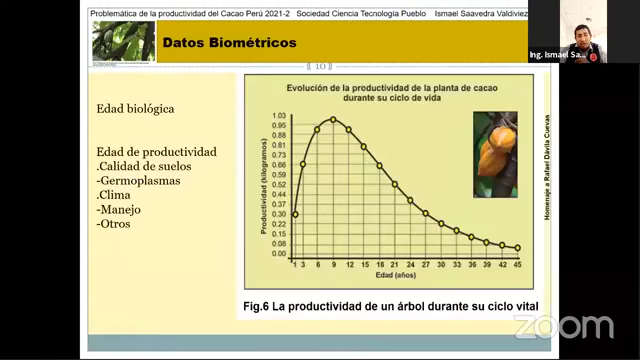 Problemática de la productividad del Cacao Perú 2021-2 Sociedad Ciencia Tecnología Pueblo Ismael Saavedra Valdiviez
Datos Biométricos
10
Ing. Ismael Sa...
Edad biológica
Edad de productividad
.Calidad de suelos
-Germoplasmas
.Clima
-Manejo
-Otros
Evolución de la productividad de la planta de cacao
durante su ciclo de vida
Productividad (kilogramos)
1.03
0.95
0.88
0.81
0.73
0.66
0.59
0.51
0.44
0.37
0.30
0.22
0.15
0.08
0.00
1 3 6 9 12 15 18 21 24 27 30 33 36 39 42 45
Edad (años)
Homenaje a Rafael Dávila Cuevas
Fig.6 La productividad de un árbol durante su ciclo vital
zoom